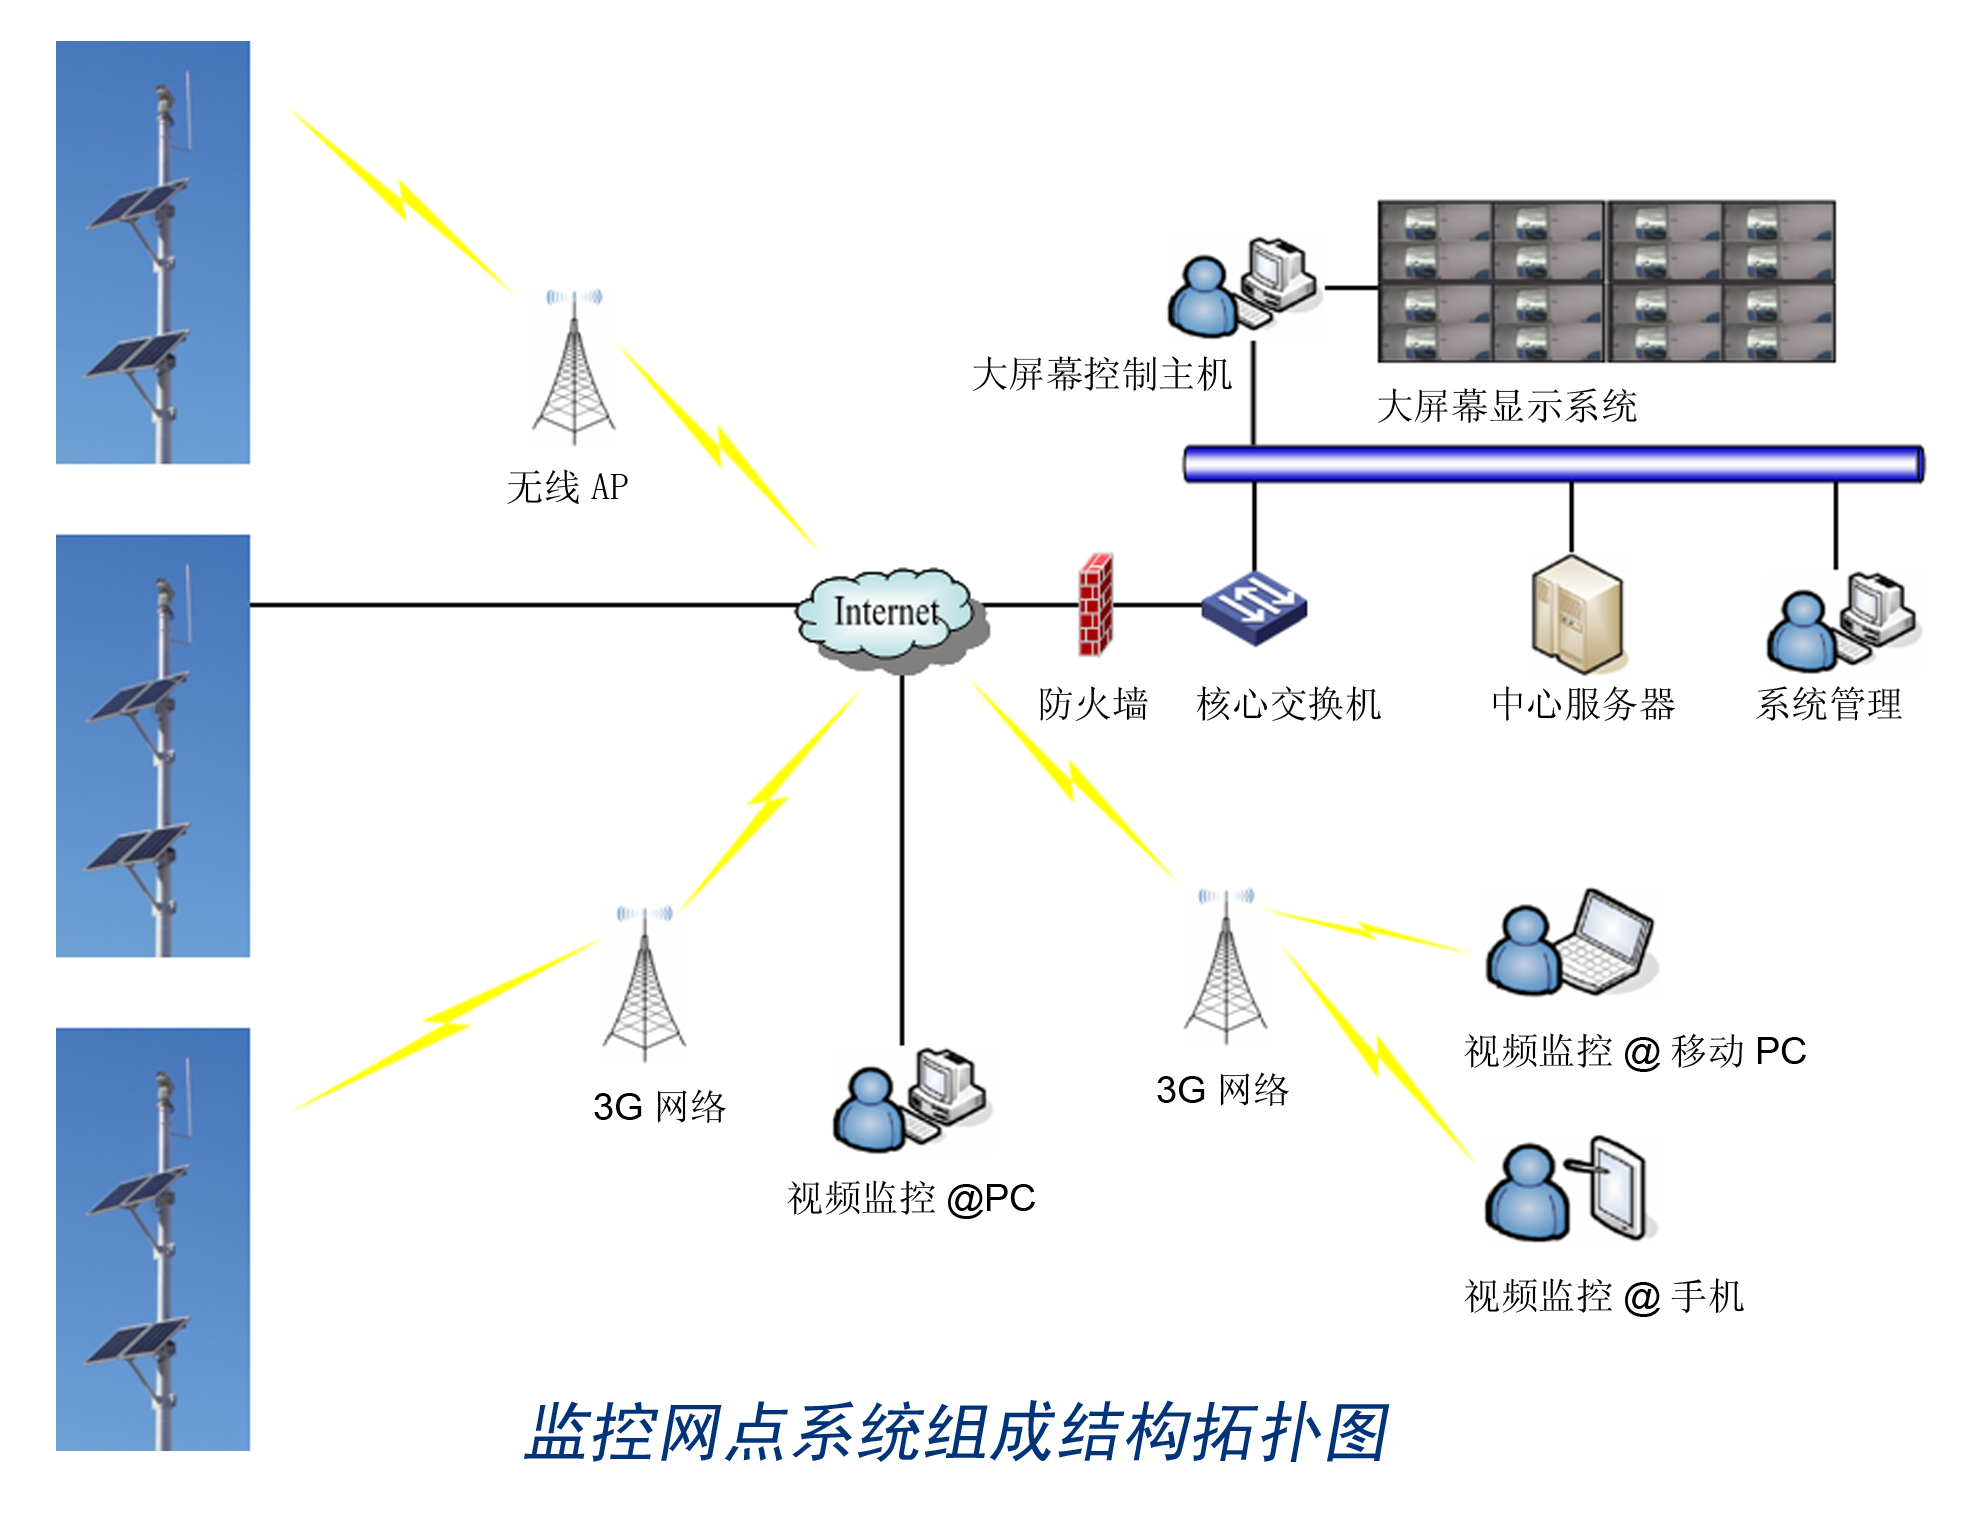 大屏幕控制主机
大屏幕显示系统
无线 AP
Internet
防火墙
核心交换机
中心服务器
系统管理
3G 网络
视频监控 @PC
3G 网络
视频监控 @ 移动 PC
视频监控 @ 手机
监控网点系统组成结构拓扑图